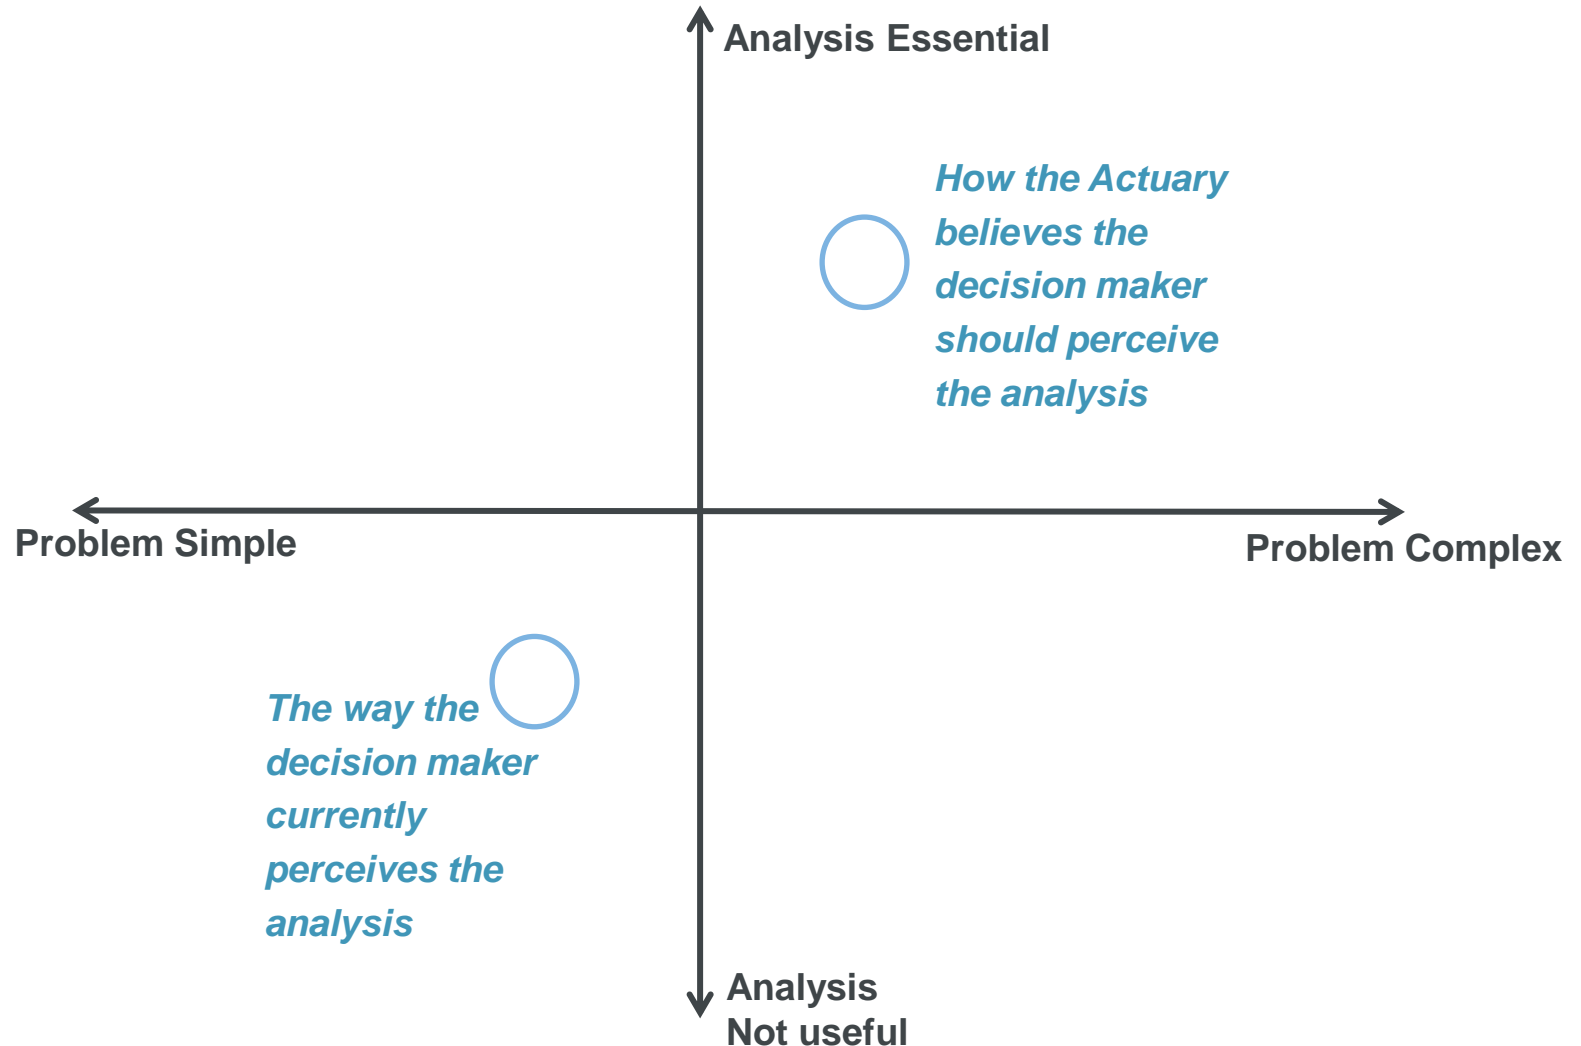 Analysis Essential
How the Actuary
believes the
decision maker
should perceive
the analysis
Problem Simple
Problem Complex
The way the
decision maker
currently
perceives the
analysis
Analysis
Not useful